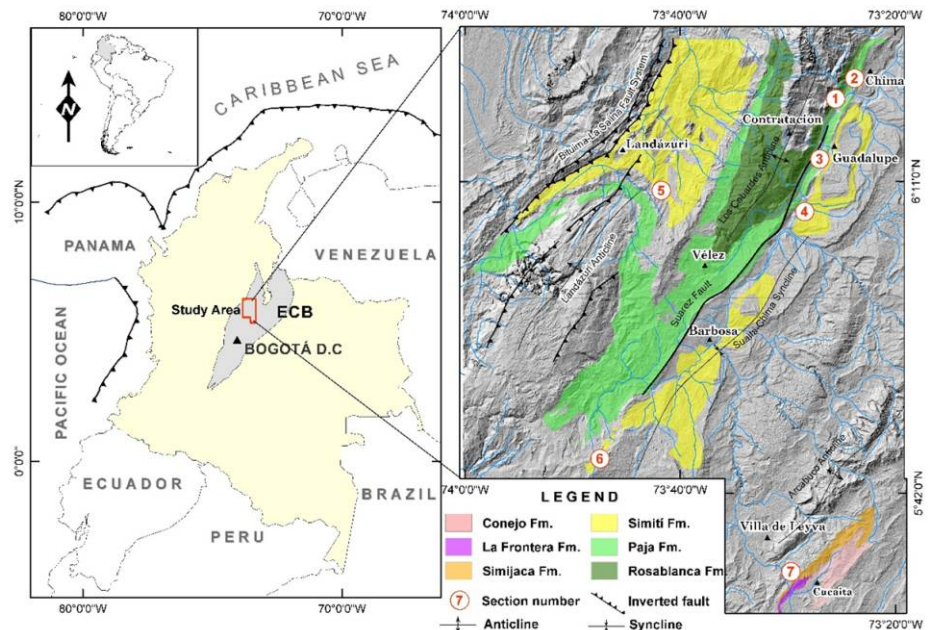 80°0'0"W
70°0'0"W
74°0'0"W
73°40'0"W
73°20'0"W
N
CARIBBEAN SEA
PANAMA
VENEZUELA
10°0'0"N
Study Area
ECB
BOGOTÁ D.C
PACIFIC OCEAN
0°0'0"
ECUADOR
BRAZIL
PERU
80°0'0"W
70°0'0"W
Bituima La Salina Fault System
2
Chima
1
Contratación
Landázuri
3
Guadalupe
6°11'0"N
Los Cobardes Anticline
5
4
Vélez
Landázuri Anticline
Suarez Fault
Suaita Chima Syncline
Barbosa
6
Arcabuco Anticline
5°42'0"N
74°0'0"W
73°40'0"W
Villa de Leyva
7
Cucaita
73°20'0"W
LEGEND
Conejo Fm.
Simití Fm.
La Frontera Fm.
Paja Fm.
Simijaca Fm.
Rosablanca Fm.
7 Section number
Inverted fault
Anticline
Syncline